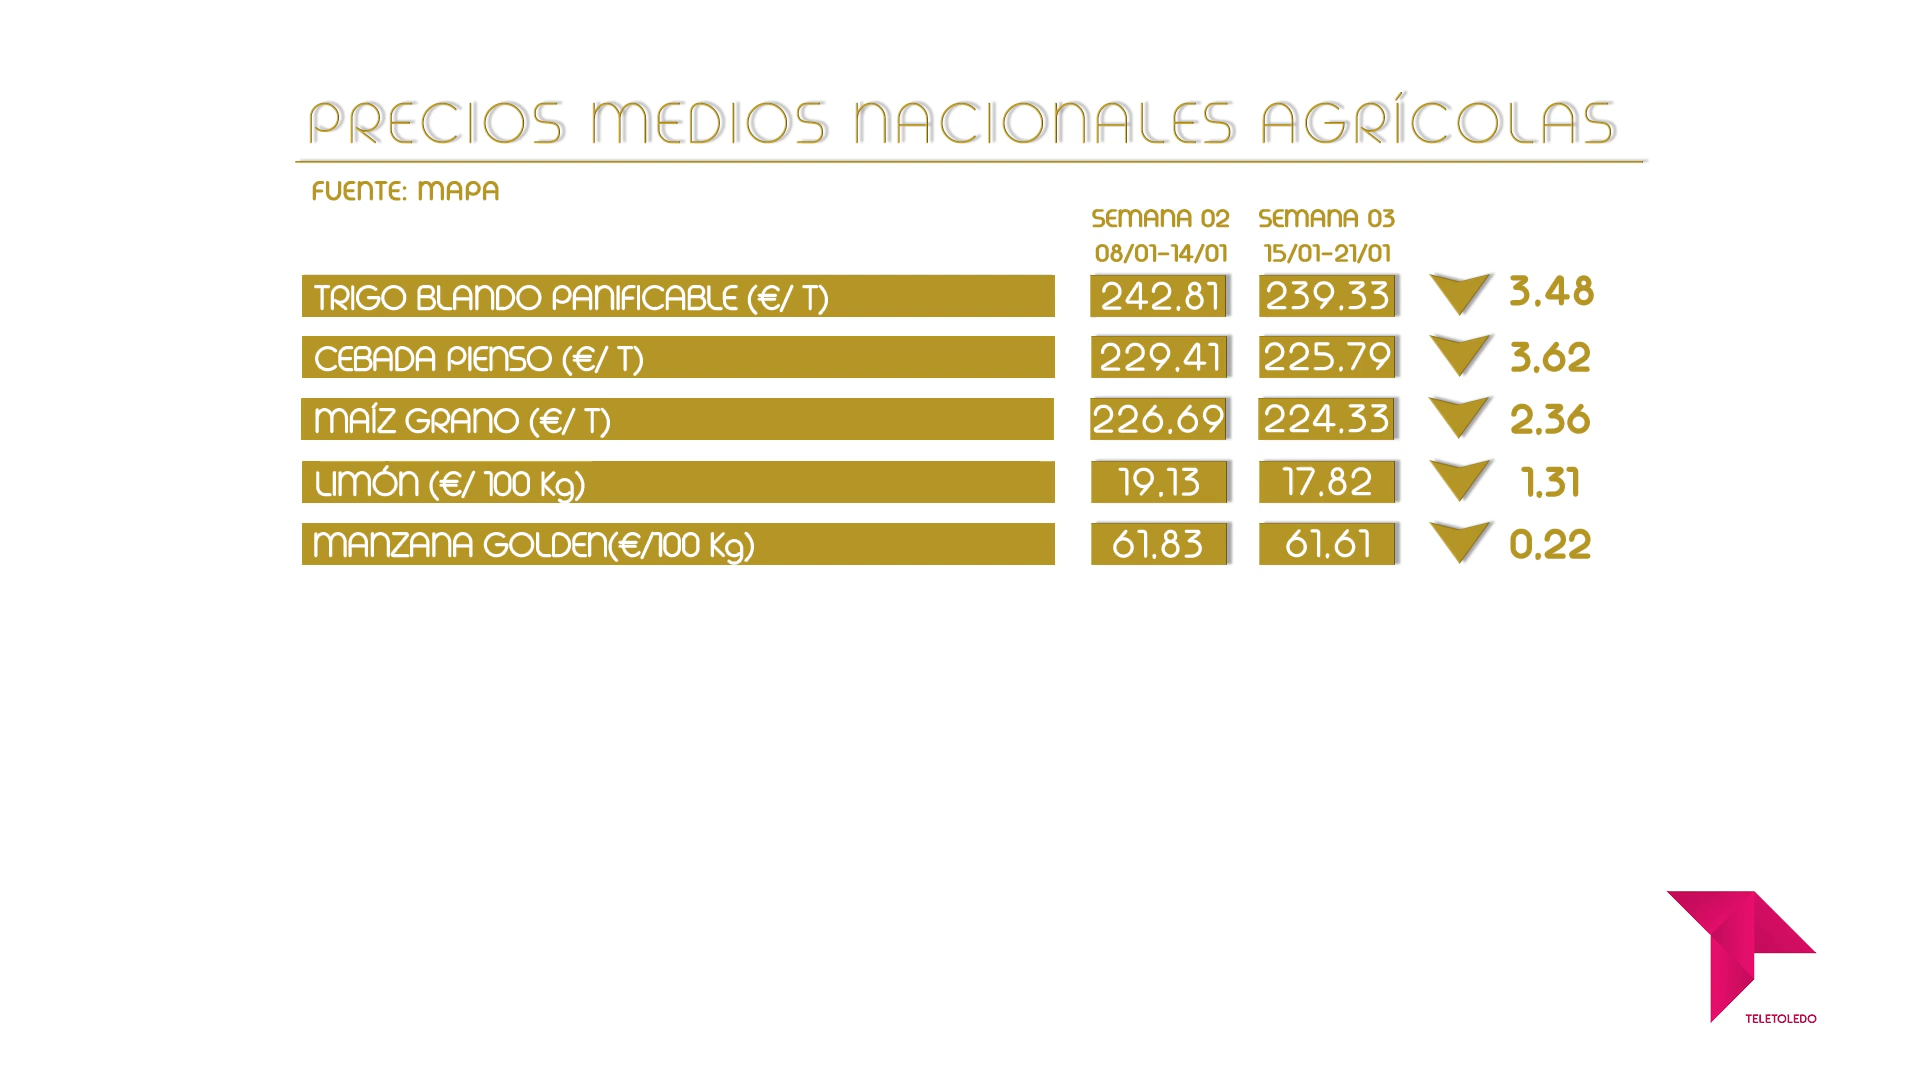 PRECIOS MEDIOS NACIONALES AGRÍCOLAS
FUENTE: MAPA
SEMANA 02 SEMANA 03
08/01-14/01 15/01-21/01
TRIGO BLANDO PANIFICABLE (€/ T) 242,81 239,33 3,48
CEBADA PIENSO (€/ T) 229,41 225,79 3,62
MAÍZ GRANO (€/ T) 226,69 224,33 2,36
LIMÓN (€/ 100 Kg) 19,13 17,82 1,31
MANZANA GOLDEN(€/100 Kg) 61,83 61,61 0,22
TELETOLEDO